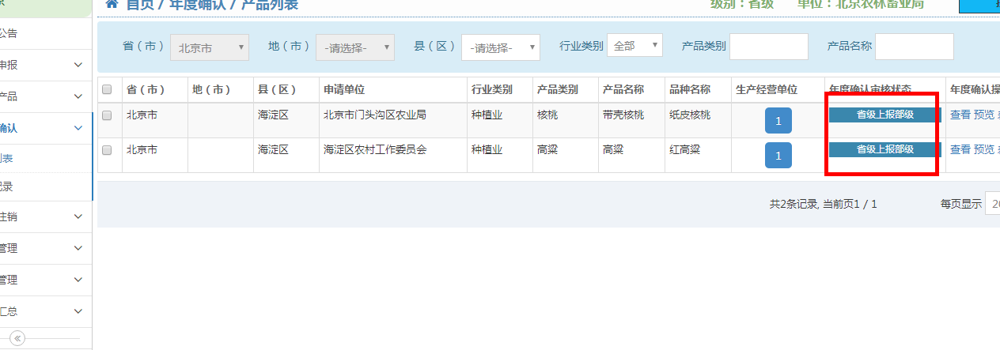 首页 / 年度确认 / 产品列表
级别：省级 单位：北京农林畜业局
公告
申报
产品
确认
列表
记录
注销
管理
管理
汇总
省（市） 北京市 地（市） -请选择- 县（区） -请选择- 行业类别 全部 产品类别 产品名称
省（市） 地（市） 县（区） 申请单位 行业类别 产品类别 产品名称 品种名称 生产经营单位 年度确认审核状态 年度确认操
北京市 海淀区 北京市门头沟区农业局 种植业 核桃 带壳核桃 纸皮核桃 1 省级上报部级 查看 预览
北京市 海淀区 海淀区农村工作委员会 种植业 高粱 高粱 红高粱 1 省级上报部级 查看 预览
共2条记录, 当前页1 / 1 每页显示 20